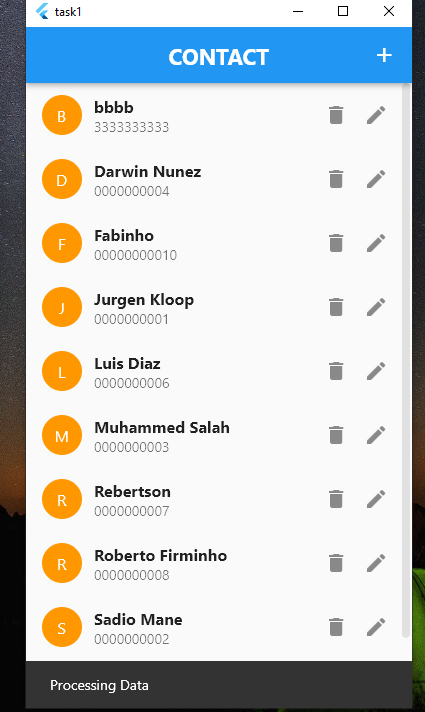 task1
CONTACT
B
bbbb
3333333333
D
Darwin Nunez
0000000004
F
Fabinho
00000000010
J
Jurgen Kloop
0000000001
L
Luis Diaz
0000000006
M
Muhammed Salah
0000000003
R
Rebertson
0000000007
R
Roberto Firminho
0000000008
S
Sadio Mane
0000000002
Processing Data